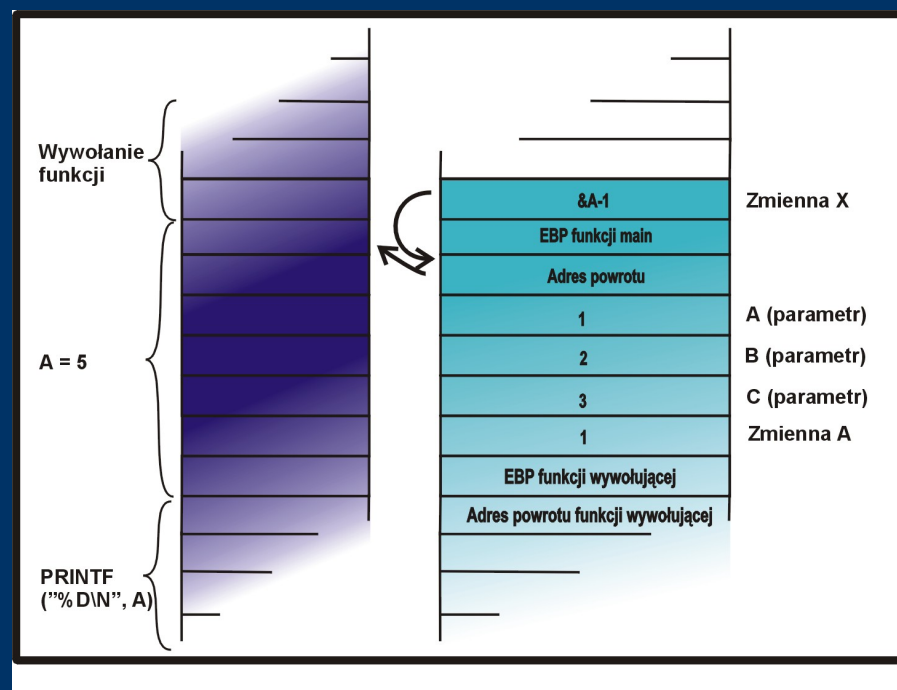 Wywołanie
funkcji
A = 5
PRINTF
("%D\N", A)
&A-1
EBP funkcji main
Adres powrotu
1
2
3
1
EBP funkcji wywołującej
Adres powrotu funkcji wywołującej
Zmienna X
A (parametr)
B (parametr)
C (parametr)
Zmienna A